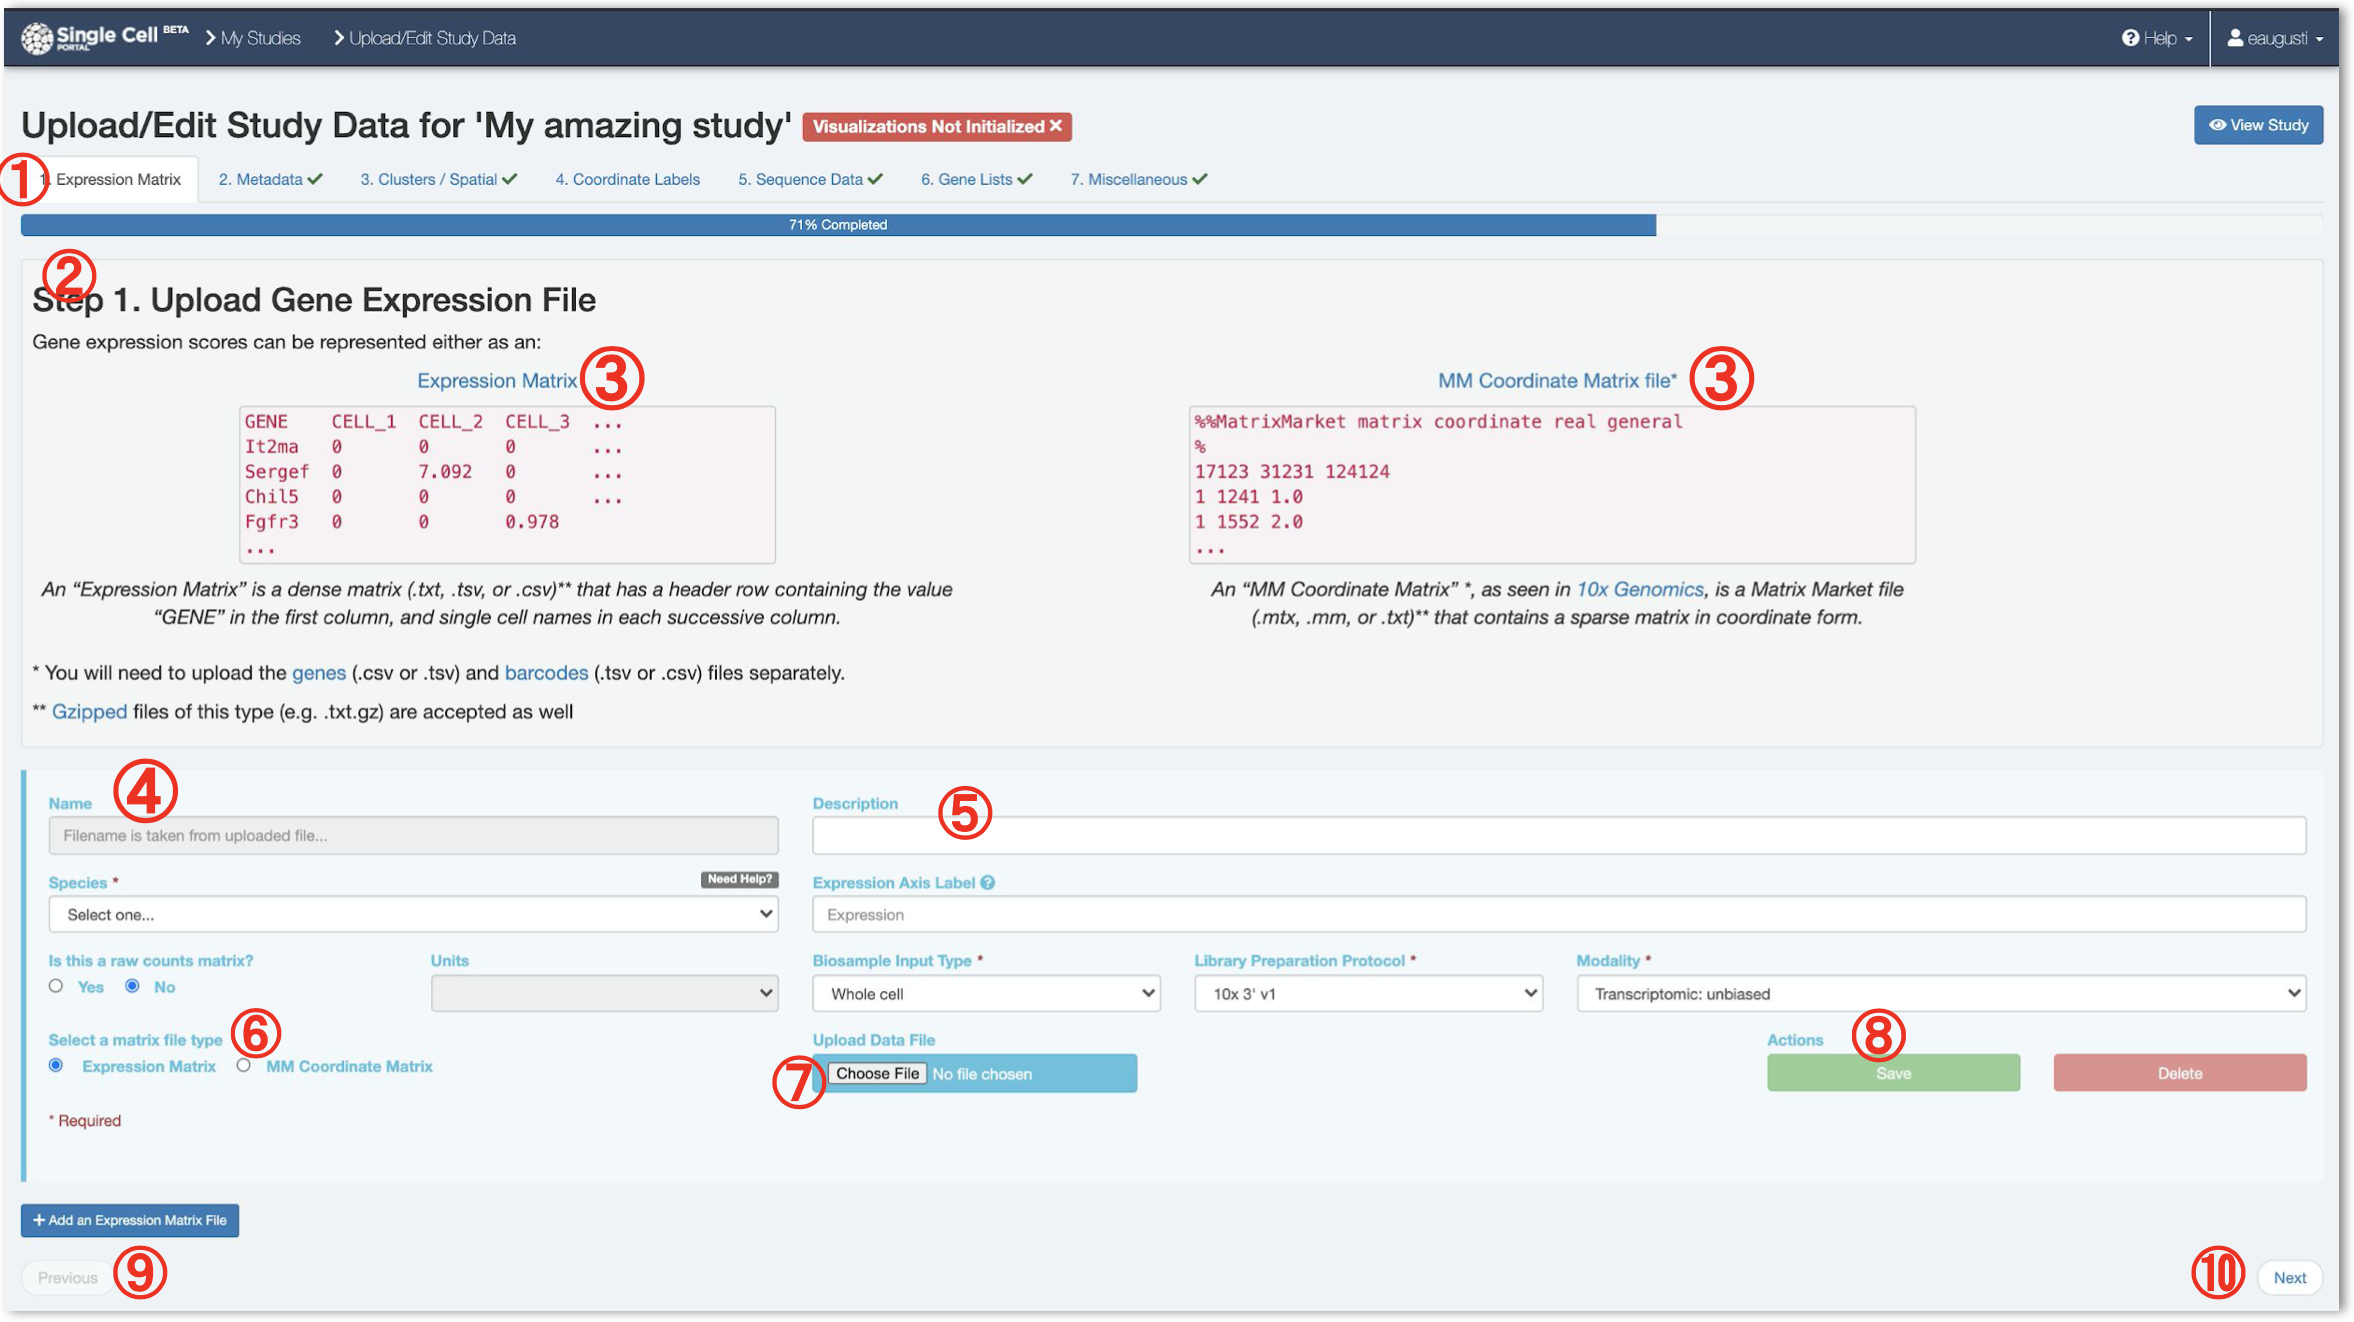 Single Cell BETA
PORTAL
My Studies
Upload/Edit Study Data
Help
eaugusti
Upload/Edit Study Data for 'My amazing study'
Visualizations Not Initialized ✕
View Study
①
1. Expression Matrix
2. Metadata ✔
3. Clusters / Spatial ✔
4. Coordinate Labels
5. Sequence Data ✔
6. Gene Lists ✔
7. Miscellaneous ✔
71% Completed
②
Step 1. Upload Gene Expression File
Gene expression scores can be represented either as an:
Expression Matrix ③
GENE CELL_1 CELL_2 CELL_3 ...
It2ma 0 0 0 ...
Sergef 0 7.092 0 ...
Chil5 0 0 0 ...
Fgfr3 0 0 0.978
...
An “Expression Matrix” is a dense matrix (.txt, .tsv, or .csv)** that has a header row containing the value
“GENE” in the first column, and single cell names in each successive column.
MM Coordinate Matrix file* ③
%%MatrixMarket matrix coordinate real general
%
17123 31231 124124
1 1241 1.0
1 1552 2.0
...
An “MM Coordinate Matrix” *, as seen in 10x Genomics, is a Matrix Market file
(.mtx, .mm, or .txt)** that contains a sparse matrix in coordinate form.
* You will need to upload the genes (.csv or .tsv) and barcodes (.tsv or .csv) files separately.
** Gzipped files of this type (e.g. .txt.gz) are accepted as well
Name ④
Filename is taken from uploaded file...
Description ⑤
Species *
Need Help?
Select one...
Expression Axis Label ?
Expression
Is this a raw counts matrix?
Yes No
Units
Biosample Input Type *
Whole cell
Library Preparation Protocol *
10x 3' v1
Modality *
Transcriptomic: unbiased
Select a matrix file type ⑥
Expression Matrix MM Coordinate Matrix
Upload Data File
⑦ Choose File No file chosen
Actions ⑧
Save
Delete
* Required
+ Add an Expression Matrix File
Previous ⑨
⑩ Next